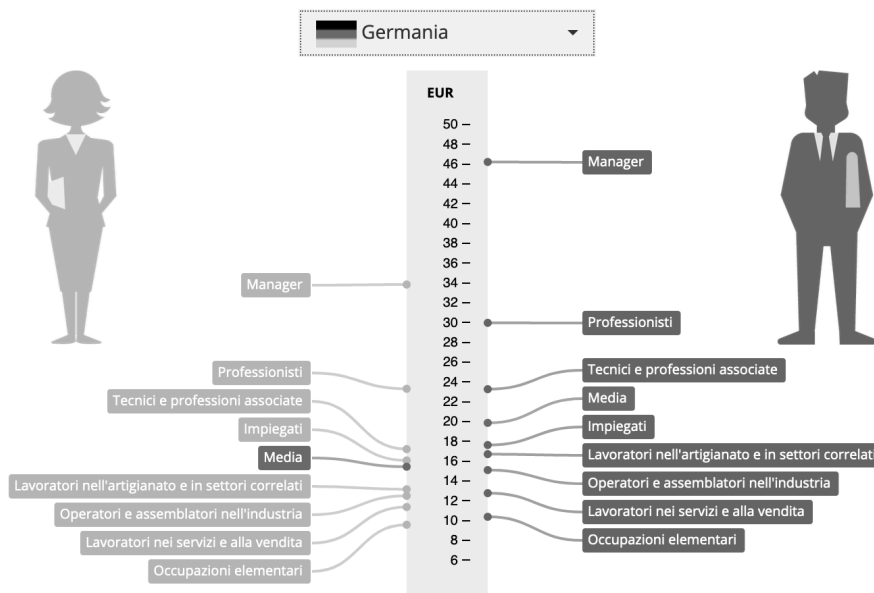 Germania
EUR
50
48
46
44
42
40
38
36
34
32
30
28
26
24
22
20
18
16
14
12
10
8
6
Manager
Professionisti
Tecnici e professioni associate
Impiegati
Media
Lavoratori nell'artigianato e in settori correlati
Operatori e assemblatori nell'industria
Lavoratori nei servizi e alla vendita
Occupazioni elementari
Manager
Professionisti
Tecnici e professioni associate
Media
Impiegati
Lavoratori nell'artigianato e in settori correlati
Operatori e assemblatori nell'industria
Lavoratori nei servizi e alla vendita
Occupazioni elementari